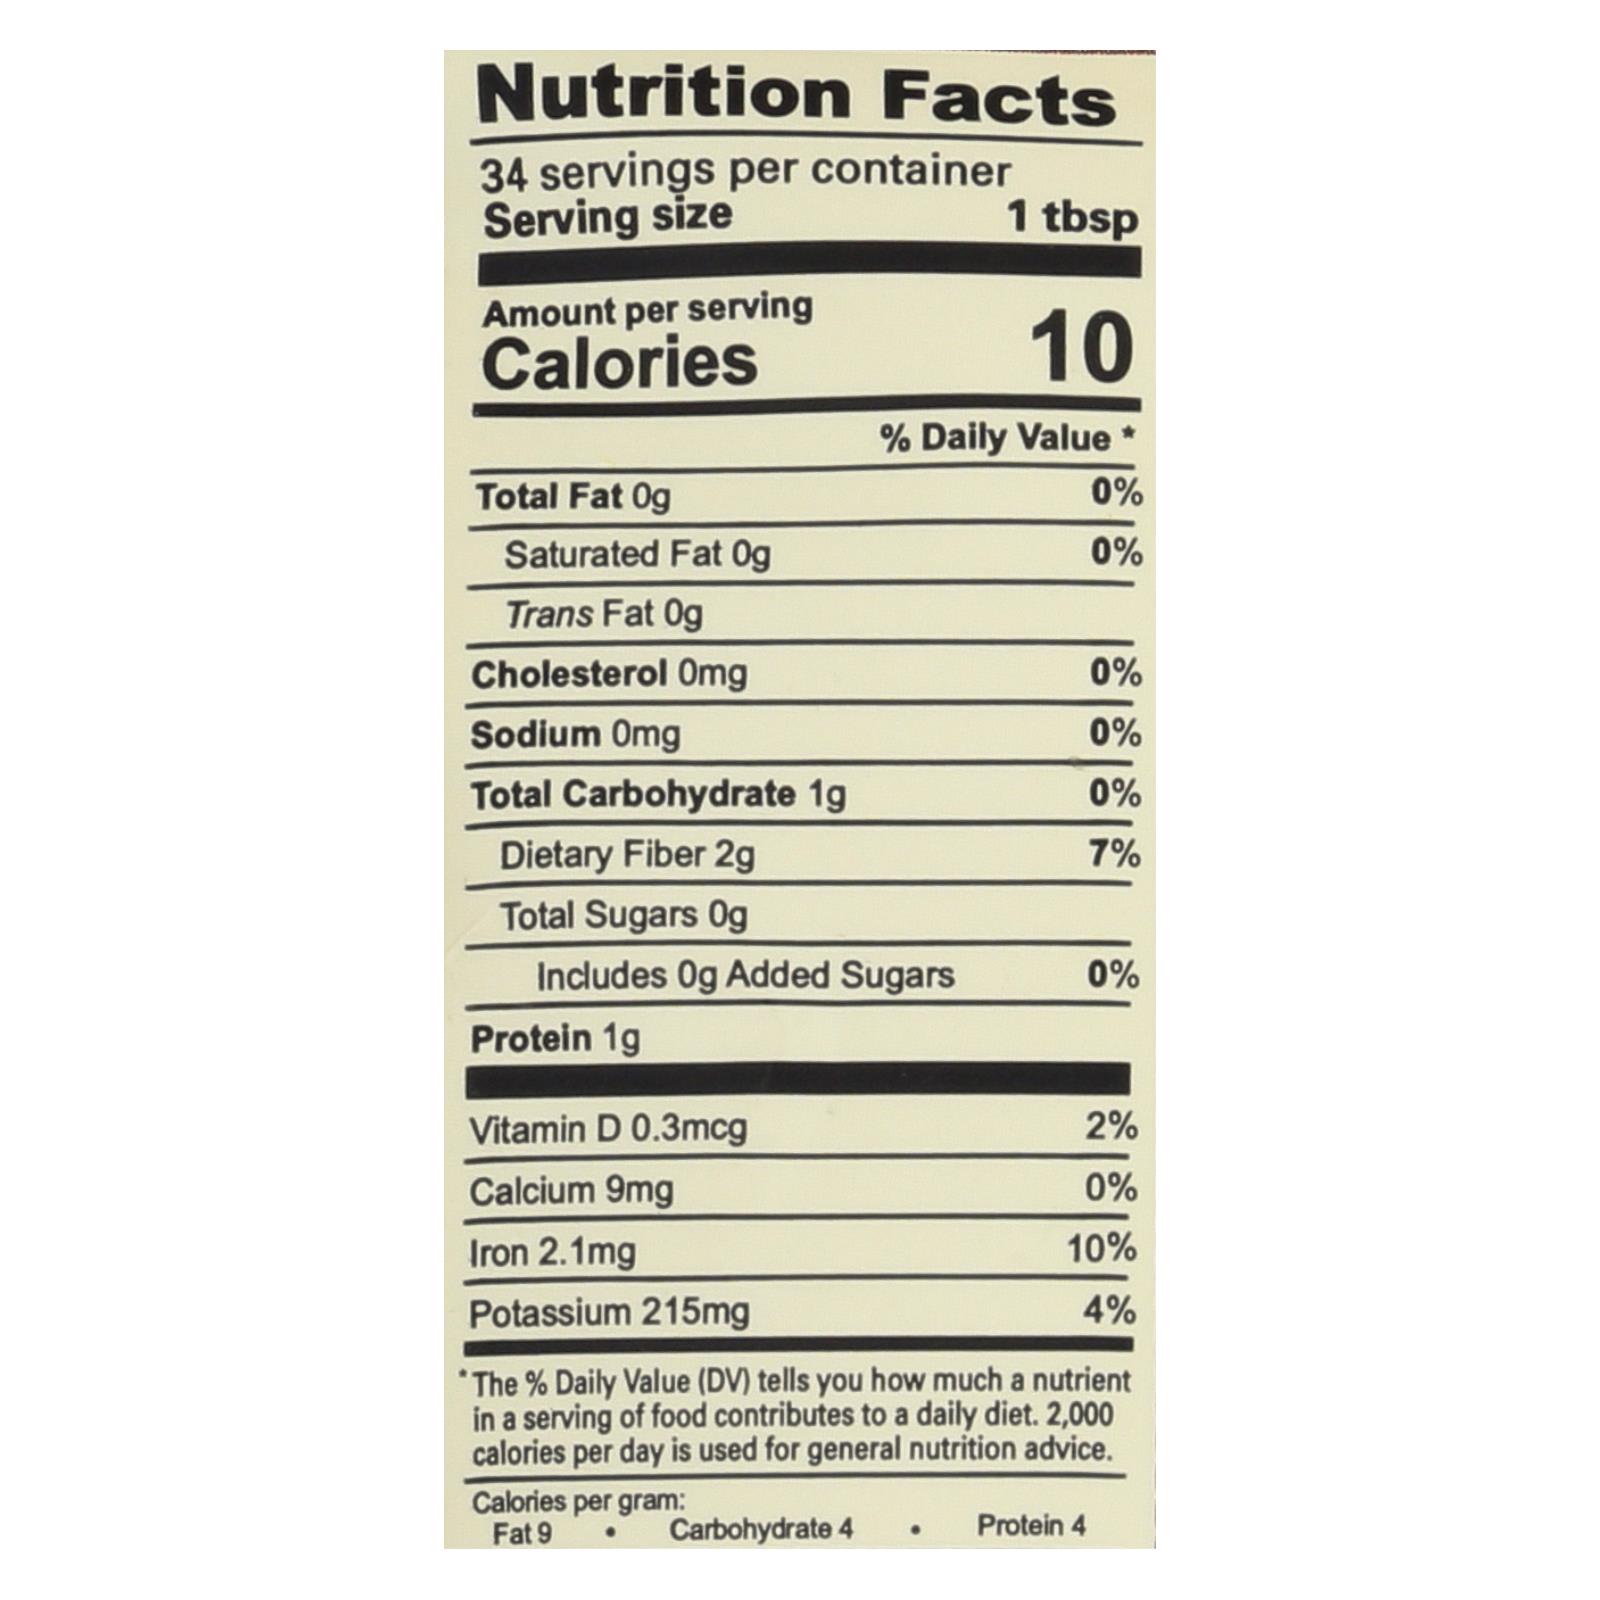 Nutrition Facts
34 servings per container
Serving size 1 tbsp
Amount per serving
Calories 10
% Daily Value *
Total Fat 0g 0%
Saturated Fat 0g 0%
Trans Fat 0g
Cholesterol 0mg 0%
Sodium 0mg 0%
Total Carbohydrate 1g 0%
Dietary Fiber 2g 7%
Total Sugars 0g
Includes 0g Added Sugars 0%
Protein 1g
Vitamin D 0.3mcg 2%
Calcium 9mg 0%
Iron 2.1mg 10%
Potassium 215mg 4%
* The % Daily Value (DV) tells you how much a nutrient
in a serving of food contributes to a daily diet. 2,000
calories per day is used for general nutrition advice.
Calories per gram:
Fat 9 • Carbohydrate 4 • Protein 4